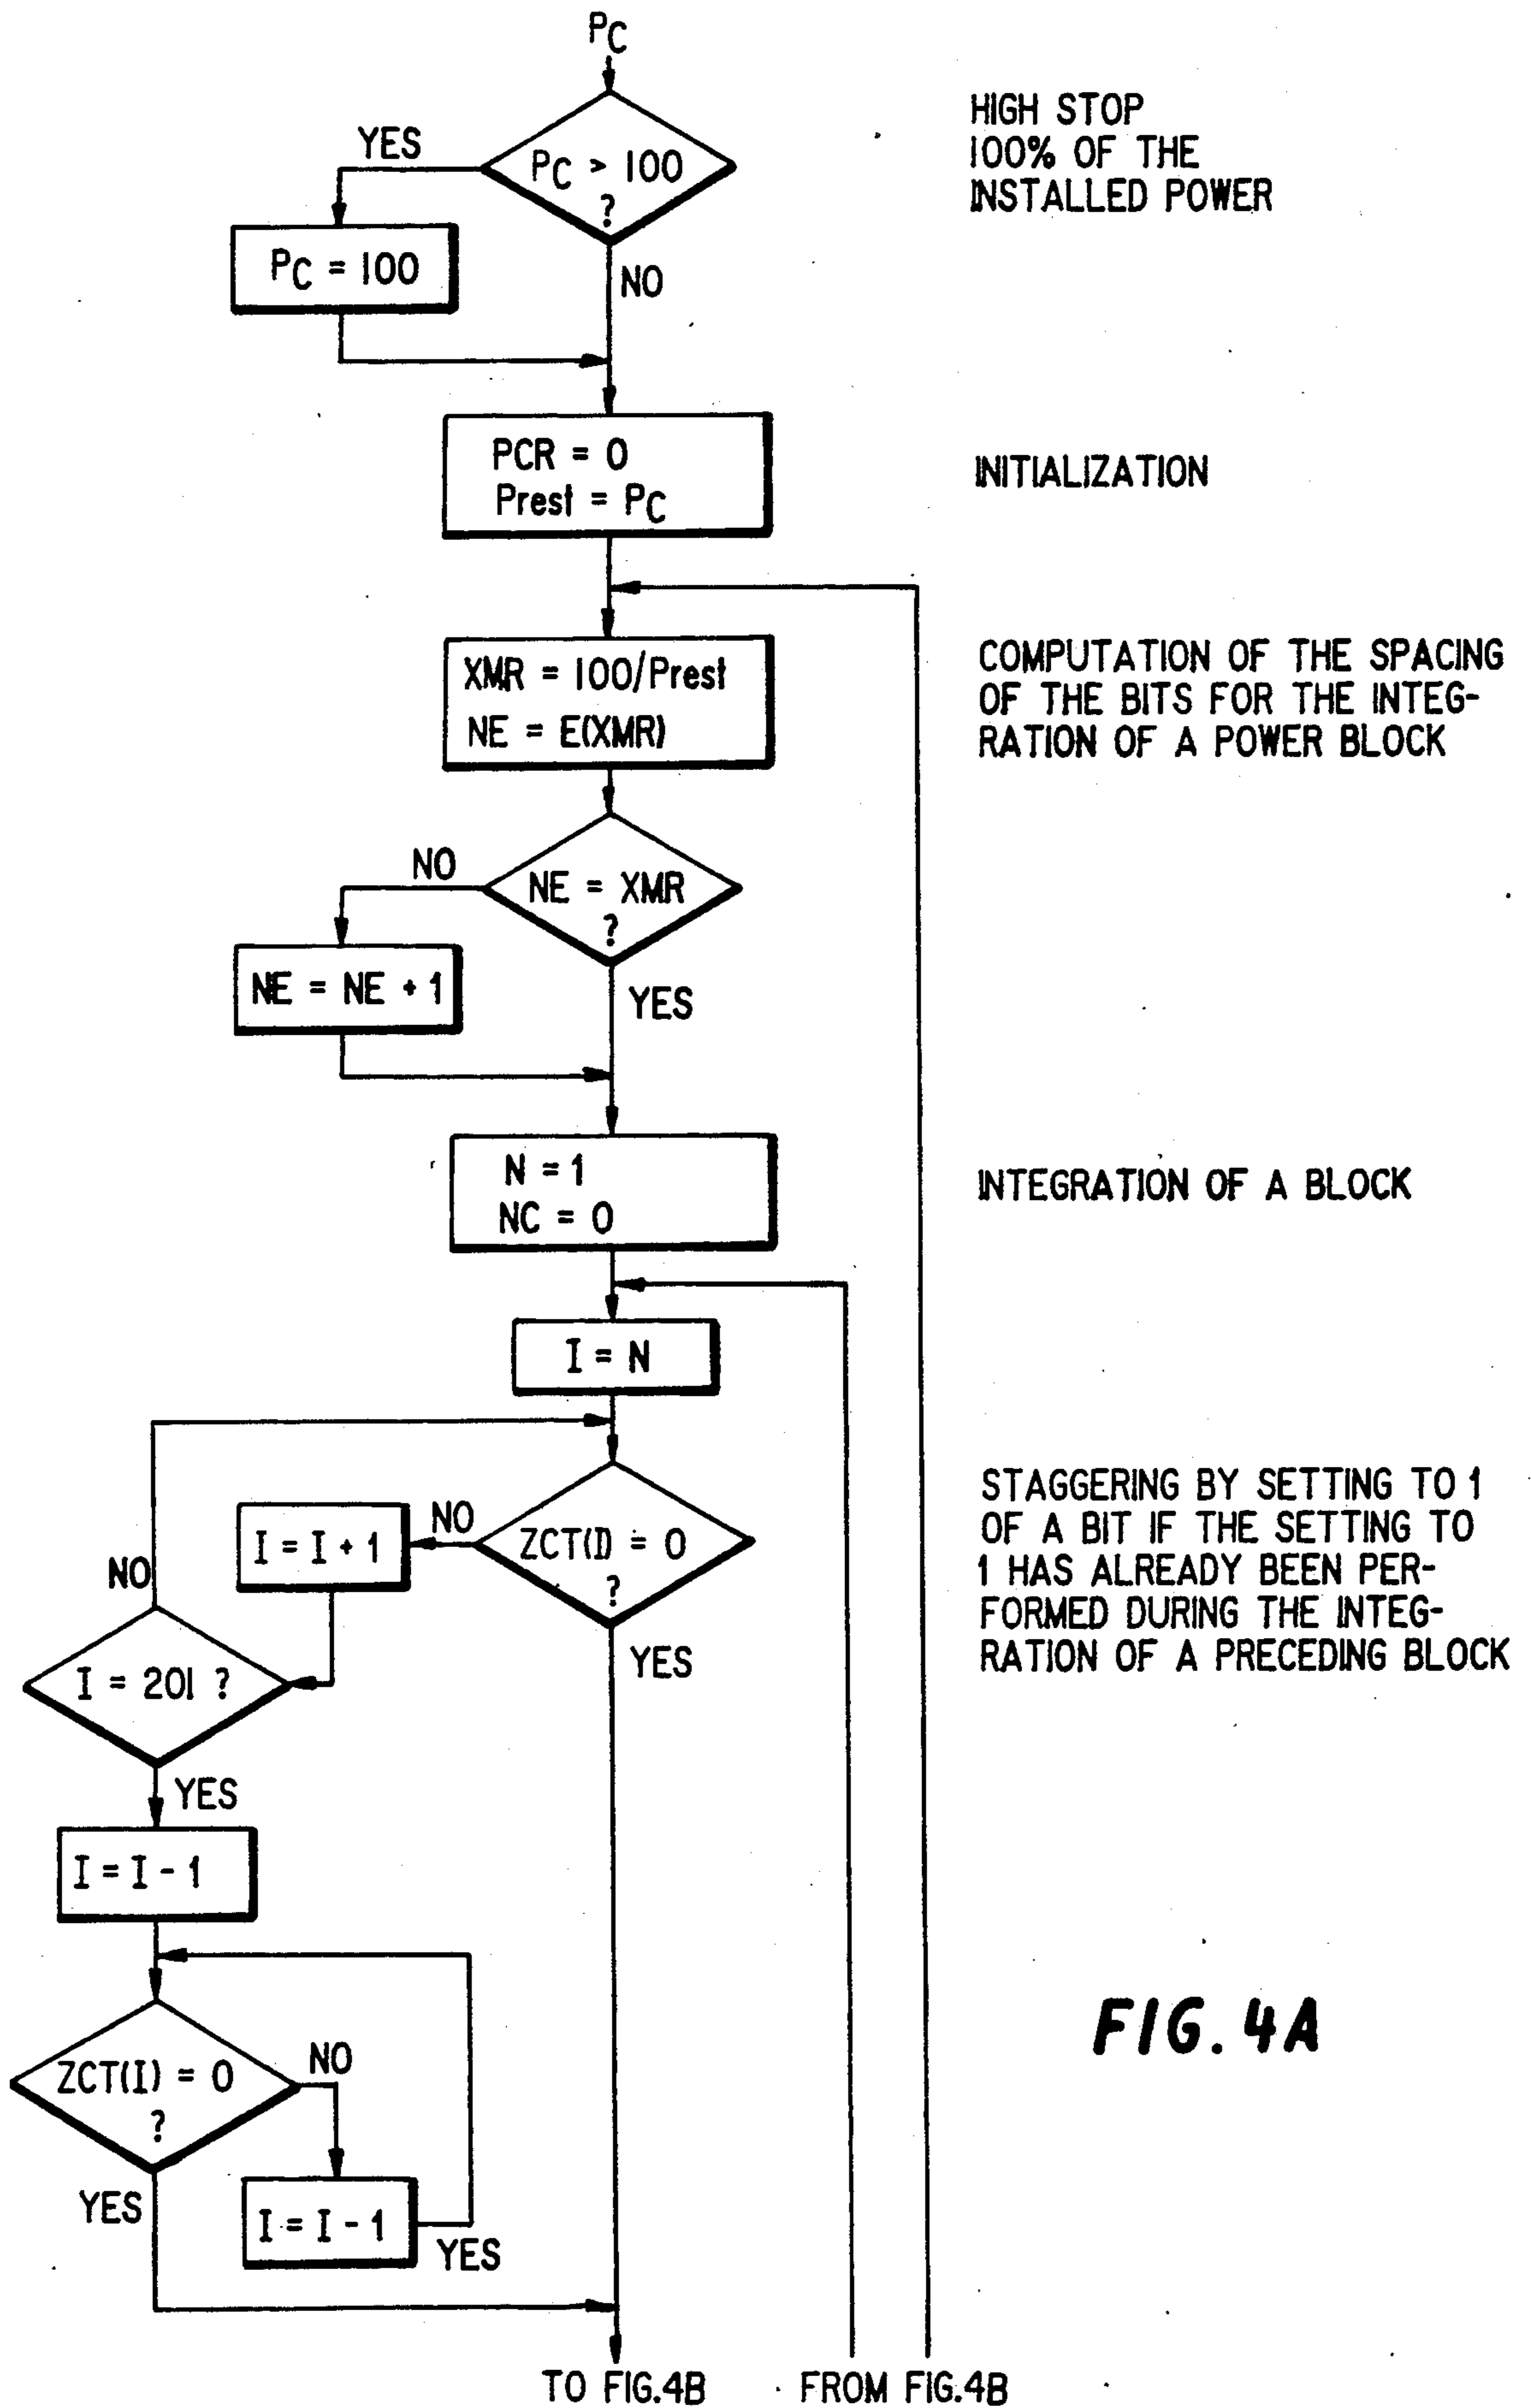 PC
YES
PC > 100
?
HIGH STOP
100% OF THE
INSTALLED POWER
PC = 100
NO
PCR = 0
Prest = PC
INITIALIZATION
XMR = 100/Prest
NE = E(XMR)
COMPUTATION OF THE SPACING
OF THE BITS FOR THE INTEG-
RATION OF A POWER BLOCK
NO
NE = XMR
?
NE = NE + 1
YES
N = 1
NC = 0
INTEGRATION OF A BLOCK
I = N
STAGGERING BY SETTING TO 1
OF A BIT IF THE SETTING TO
1 HAS ALREADY BEEN PER-
FORMED DURING THE INTEG-
RATION OF A PRECEDING BLOCK
I = I + 1
NO
ZCT(I) = 0
?
NO
YES
I = 201 ?
YES
I = I - 1
ZCT(I) = 0
?
NO
YES
I = I - 1
YES
FIG. 4A
TO FIG.4B
FROM FIG.4B